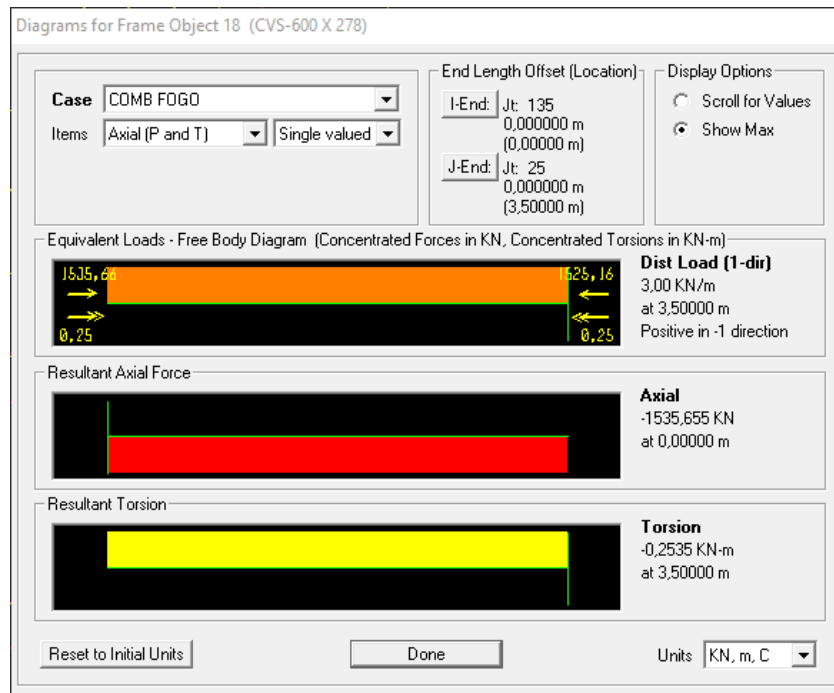 Diagrams for Frame Object 18 (CVS-600 X 278)
Case COMB FOGO
Items Axial (P and T) Single valued
End Length Offset (Location)
I-End: Jt: 135
0,000000 m
(0,00000 m)
J-End: Jt: 25
0,000000 m
(3,50000 m)
Display Options
Scroll for Values
Show Max
Equivalent Loads - Free Body Diagram (Concentrated Forces in KN, Concentrated Torsions in KN-m)
1535,66 1525,16
0,25 0,25
Dist Load (1-dir)
3,00 KN/m
at 3,50000 m
Positive in -1 direction
Resultant Axial Force
Axial
-1535,655 KN
at 0,00000 m
Resultant Torsion
Torsion
-0,2535 KN-m
at 3,50000 m
Reset to Initial Units Done Units KN, m, C